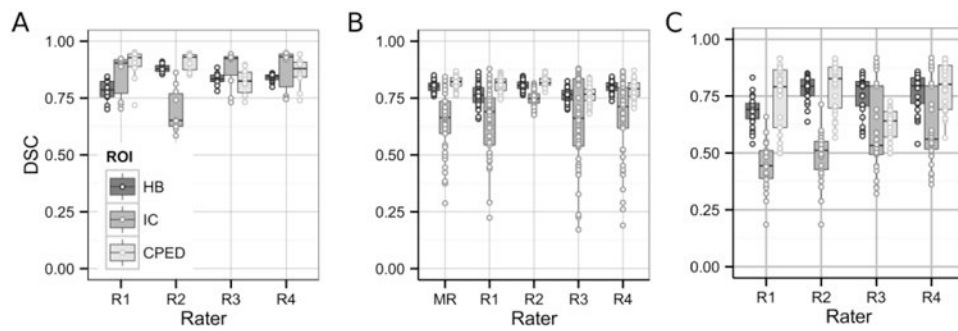 A
DSC
1.00
0.75
0.50
0.25
0.00
ROI
HB
IC
CPED
R1 R2 R3 R4
Rater
B
1.00
0.75
0.50
0.25
0.00
MR R1 R2 R3 R4
Rater
C
1.00
0.75
0.50
0.25
0.00
R1 R2 R3 R4
Rater